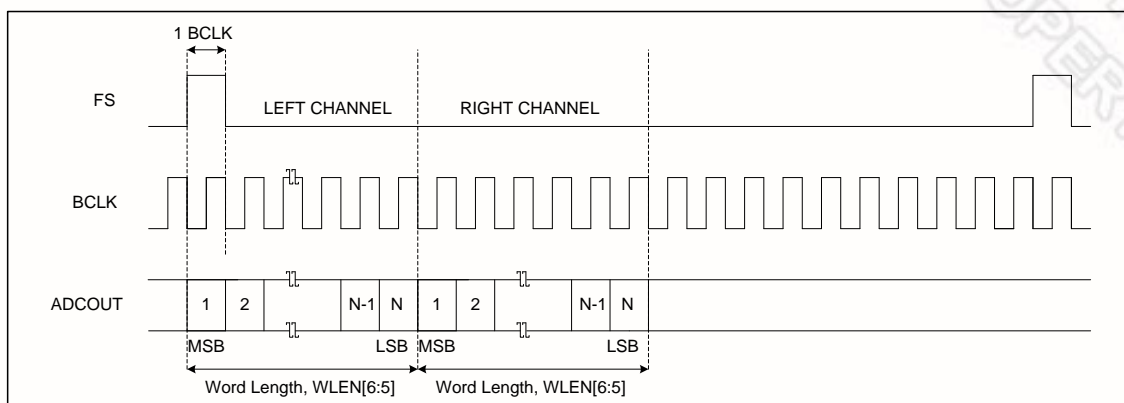 1 BCLK
FS
LEFT CHANNEL
RIGHT CHANNEL
BCLK
ADCOUT
1 2 N-1 N 1 2 N-1 N
MSB LSB MSB LSB
Word Length, WLEN[6:5] Word Length, WLEN[6:5]